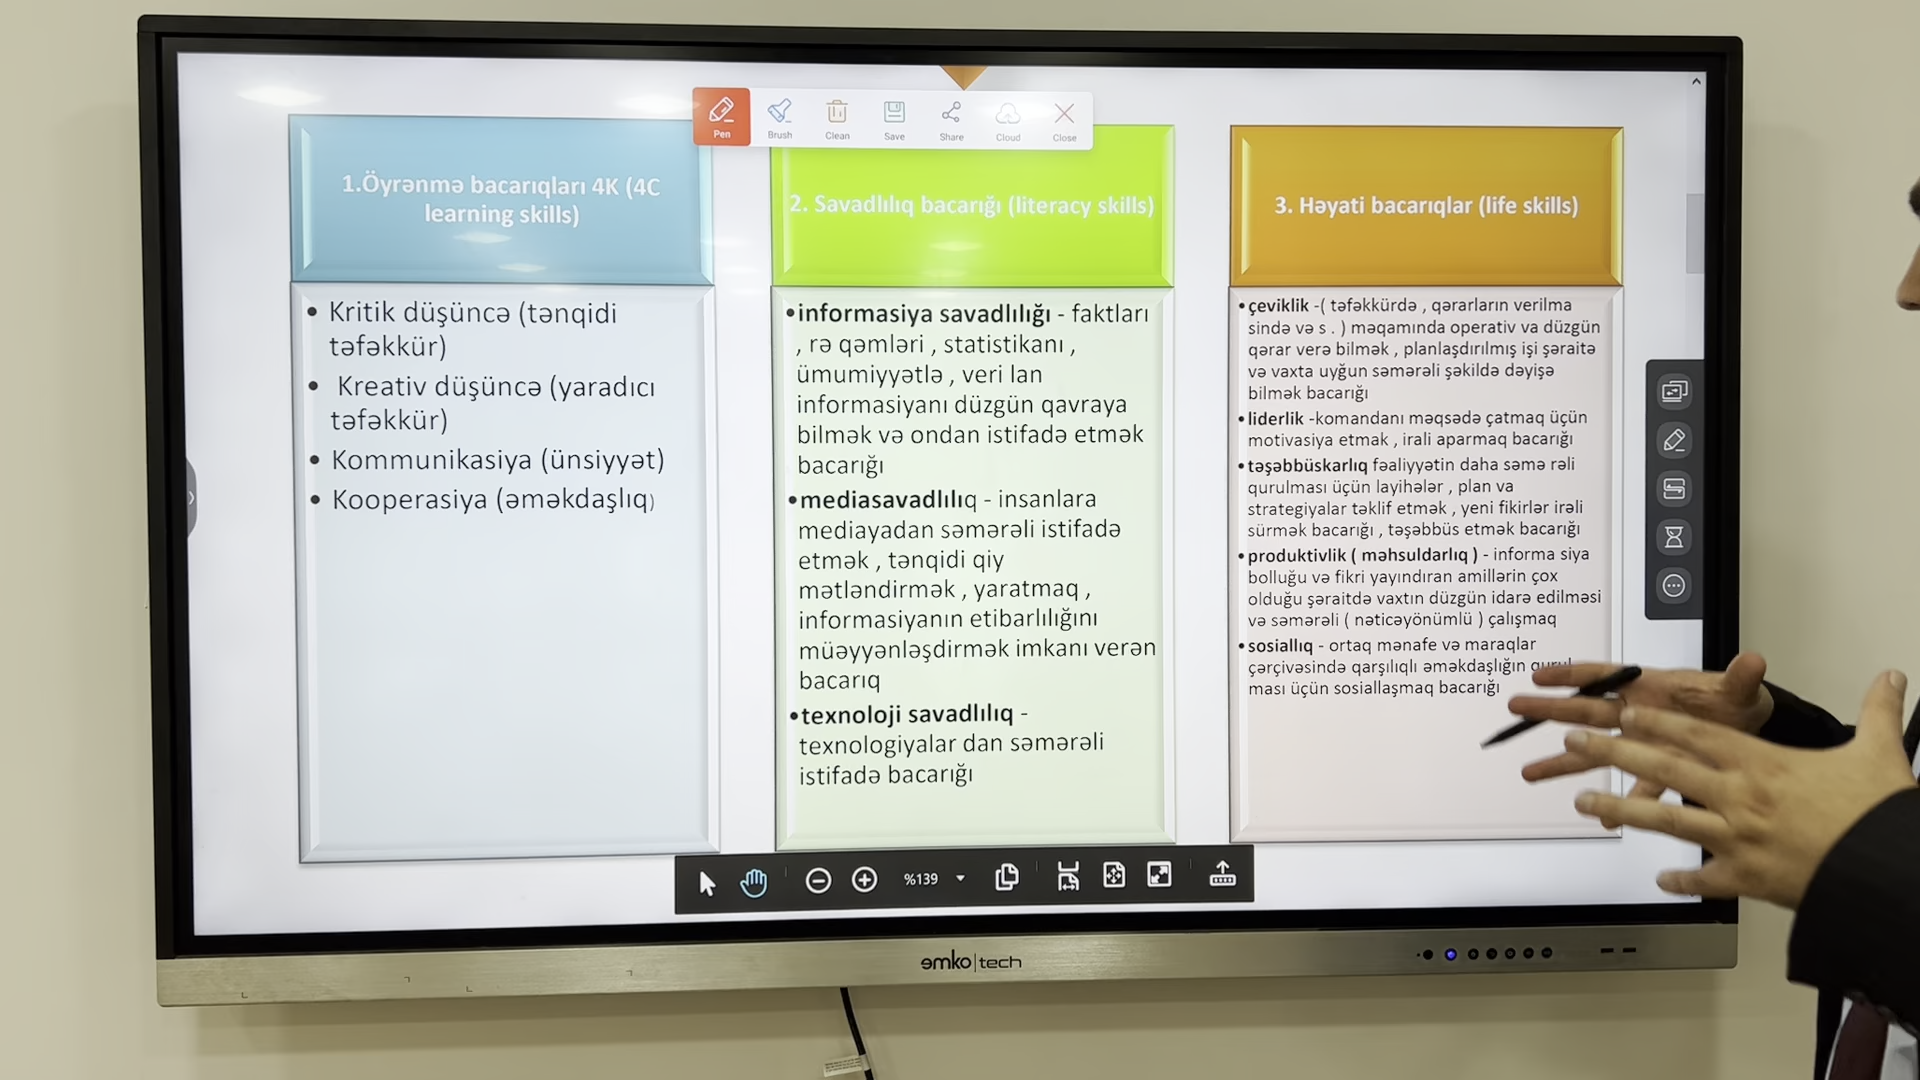 Pen
Brush
Clean
Save
Share
Cloud
Close
1.Öyrənmə bacarıqları 4K (4C
learning skills)
• Kritik düşüncə (tənqidi
təfəkkür)
• Kreativ düşüncə (yaradıcı
təfəkkür)
• Kommunikasiya (ünsiyyət)
• Kooperasiya (əməkdaşlıq)
2. Savadlılıq bacarığı (literacy skills)
•informasiya savadlılığı - faktları
, rə qəmləri , statistikanı ,
ümumiyyətlə , veri lan
informasiyanı düzgün qavraya
bilmək və ondan istifadə etmək
bacarığı
•mediasavadlılıq - insanlara
mediayadan səmərəli istifadə
etmək , tənqidi qiy
mətləndirmək , yaratmaq ,
informasiyanın etibarlılığını
müəyyənləşdirmək imkanı verən
bacarıq
•texnoloji savadlılıq -
texnologiyalar dan səmərəli
istifadə bacarığı
3. Həyati bacarıqlar (life skills)
•çeviklik -( təfəkkürdə , qərarların verilma
sində və s . ) məqamında operativ va düzgün
qərar verə bilmək , planlaşdırılmış işi şəraitə
və vaxta uyğun səmərəli şəkildə dəyişə
bilmək bacarığı
•liderlik -komandanı məqsədə çatmaq üçün
motivasiya etmak , irali aparmaq bacarığı
•təşəbbüskarlıq fəaliyyətin daha səmə rəli
qurulması üçün layihələr , plan va
strategiyalar təklif etmək , yeni fikirlər irəli
sürmək bacarığı , təşəbbüs etmək bacarığı
•produktivlik ( məhsuldarlıq ) - informa siya
bolluğu və fikri yayındıran amillərin çox
olduğu şəraitdə vaxtın düzgün idarə edilməsi
və səmərəli ( nəticəyönümlü ) çalışmaq
•sosiallıq - ortaq mənafe və maraqlar
çərçivəsində qarşılıqlı əməkdaşlığın
ması üçün sosiallaşmaq bacarığı
%139
emko|tech